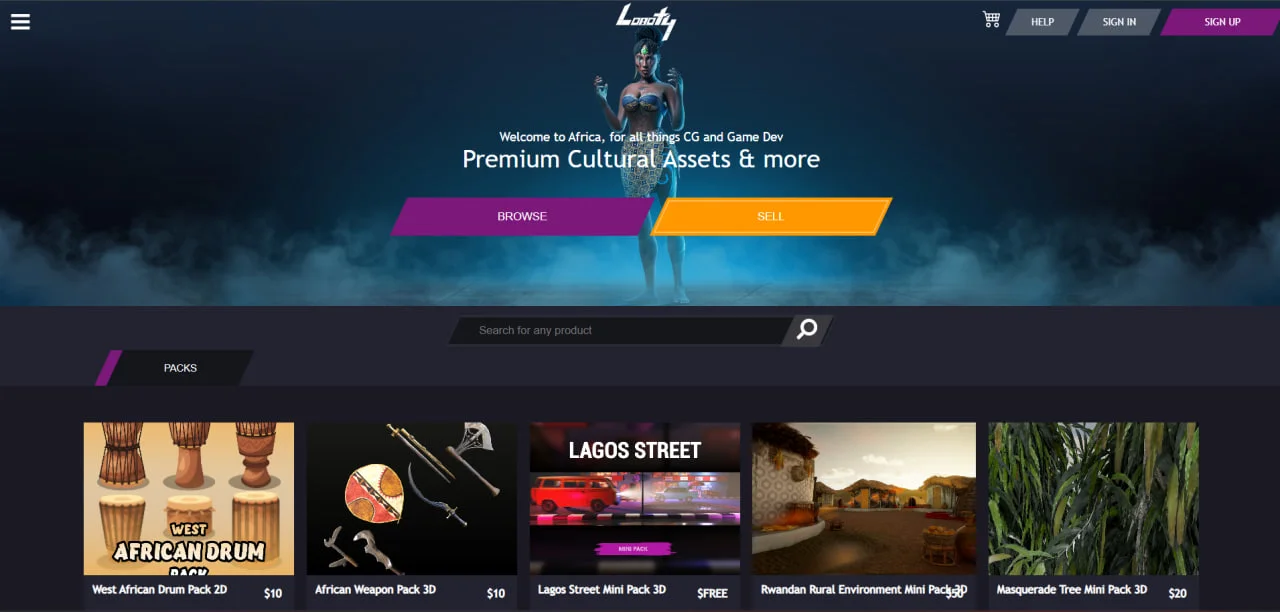 Loroty
HELP
SIGN IN
SIGN UP
Welcome to Africa, for all things CG and Game Dev
Premium Cultural Assets & more
BROWSE
SELL
Search for any product
PACKS
WEST
AFRICAN DRUM
PACK
LAGOS STREET
MINI PACK
West African Drum Pack 2D
$10
African Weapon Pack 3D
$10
Lagos Street Mini Pack 3D
$FREE
Rwandan Rural Environment Mini Pack 3D
$50
Masquerade Tree Mini Pack 3D
$20